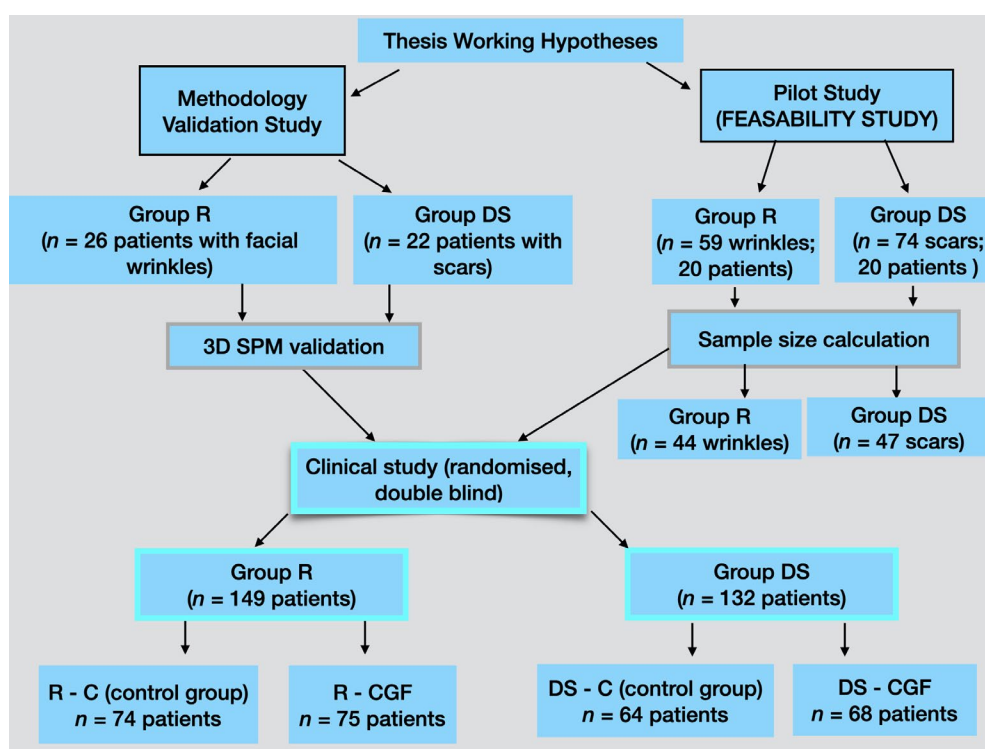 Thesis Working Hypotheses
Methodology
Validation Study
Pilot Study
(FEASABILITY STUDY)
Group R
(n = 26 patients with facial
wrinkles)
Group DS
(n = 22 patients with
scars)
Group R
(n = 59 wrinkles;
20 patients)
Group DS
(n = 74 scars;
20 patients )
3D SPM validation
Sample size calculation
Group R
(n = 44 wrinkles)
Group DS
(n = 47 scars)
Clinical study (randomised,
double blind)
Group R
(n = 149 patients)
Group DS
(n = 132 patients)
R - C (control group)
n = 74 patients
R - CGF
n = 75 patients
DS - C (control group)
n = 64 patients
DS - CGF
n = 68 patients